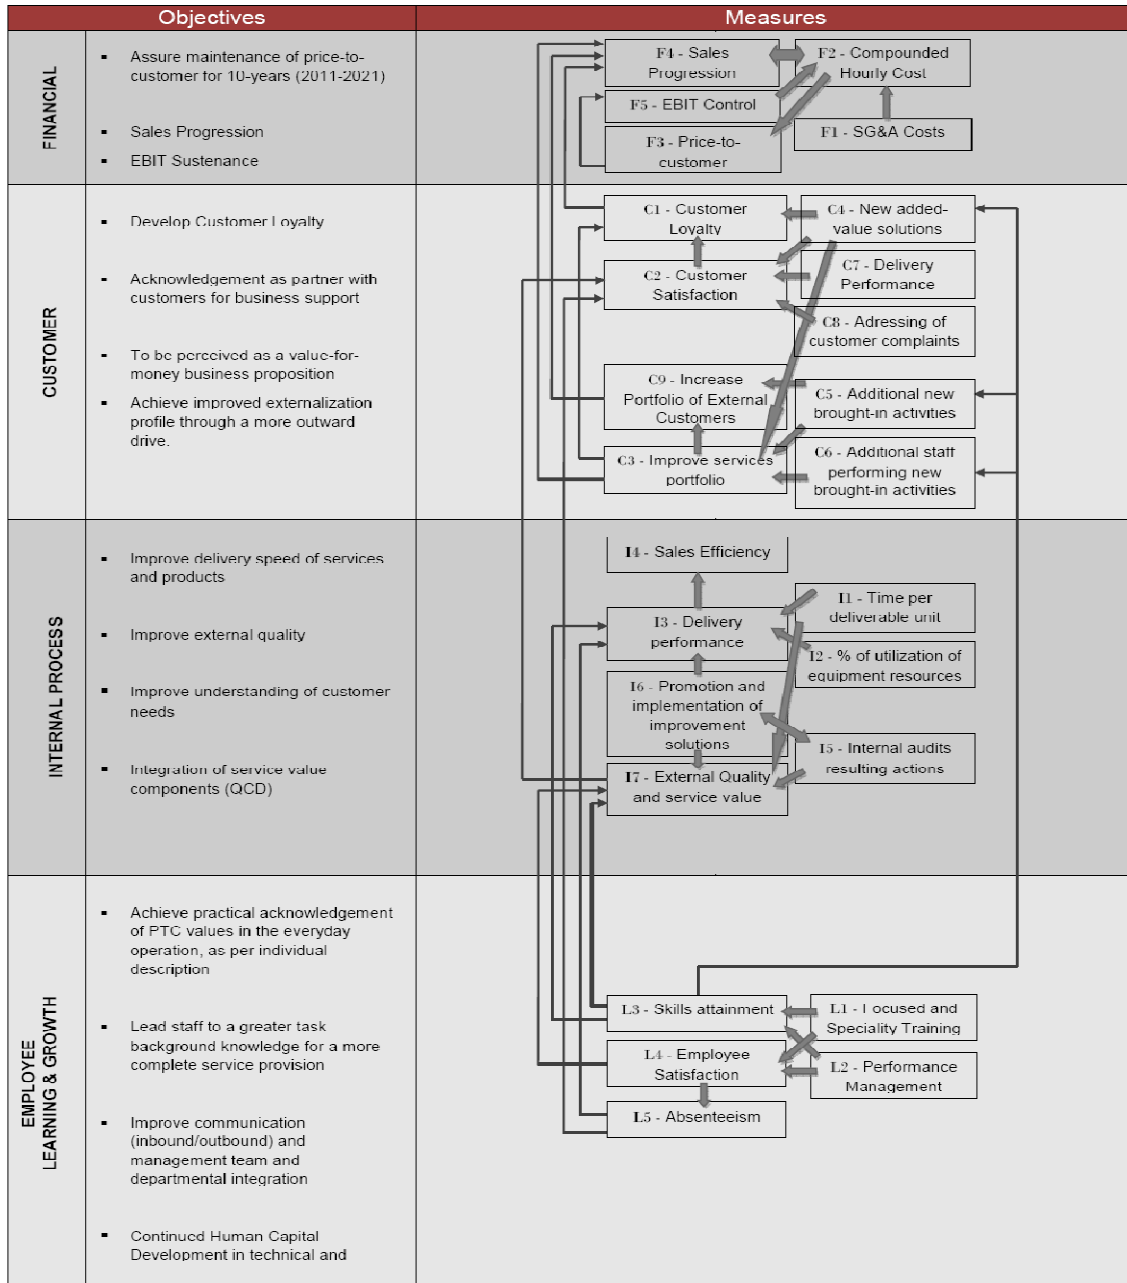 Objectives
Measures
FINANCIAL
▪ Assure maintenance of price-to-
customer for 10-years (2011-2021)
▪ Sales Progression
▪ EBIT Sustenance
F4 - Sales
Progression
F2 - Compounded
Hourly Cost
F5 - EBIT Control
F3 - Price-to-
customer
F1 - SG&A Costs
CUSTOMER
▪ Develop Customer Loyalty
▪ Acknowledgement as partner with
customers for business support
▪ To be perceived as a value-for-
money business proposition
▪ Achieve improved externalization
profile through a more outward
drive.
C1 - Customer
Loyalty
C4 - New added-
value solutions
C2 - Customer
Satisfaction
C7 - Delivery
Performance
C8 - Adressing of
customer complaints
C9 - Increase
Portfolio of External
Customers
C5 - Additional new
brought-in activities
C3 - Improve services
portfolio
C6 - Additional staff
performing new
brought-in activities
INTERNAL PROCESS
▪ Improve delivery speed of services
and products
▪ Improve external quality
▪ Improve understanding of customer
needs
▪ Integration of service value
components (QCD)
I4 - Sales Efficiency
I3 - Delivery
performance
I1 - Time per
deliverable unit
I2 - % of utilization of
equipment resources
I6 - Promotion and
implementation of
improvement
solutions
I5 - Internal audits
resulting actions
I7 - External Quality
and service value
EMPLOYEE
LEARNING & GROWTH
▪ Achieve practical acknowledgement
of PTC values in the everyday
operation, as per individual
description
▪ Lead staff to a greater task
background knowledge for a more
complete service provision
▪ Improve communication
(inbound/outbound) and
management team and
departmental integration
▪ Continued Human Capital
Development in technical and
L3 - Skills attainment
L1 - Focused and
Speciality Training
L4 - Employee
Satisfaction
L2 - Performance
Management
L5 - Absenteeism